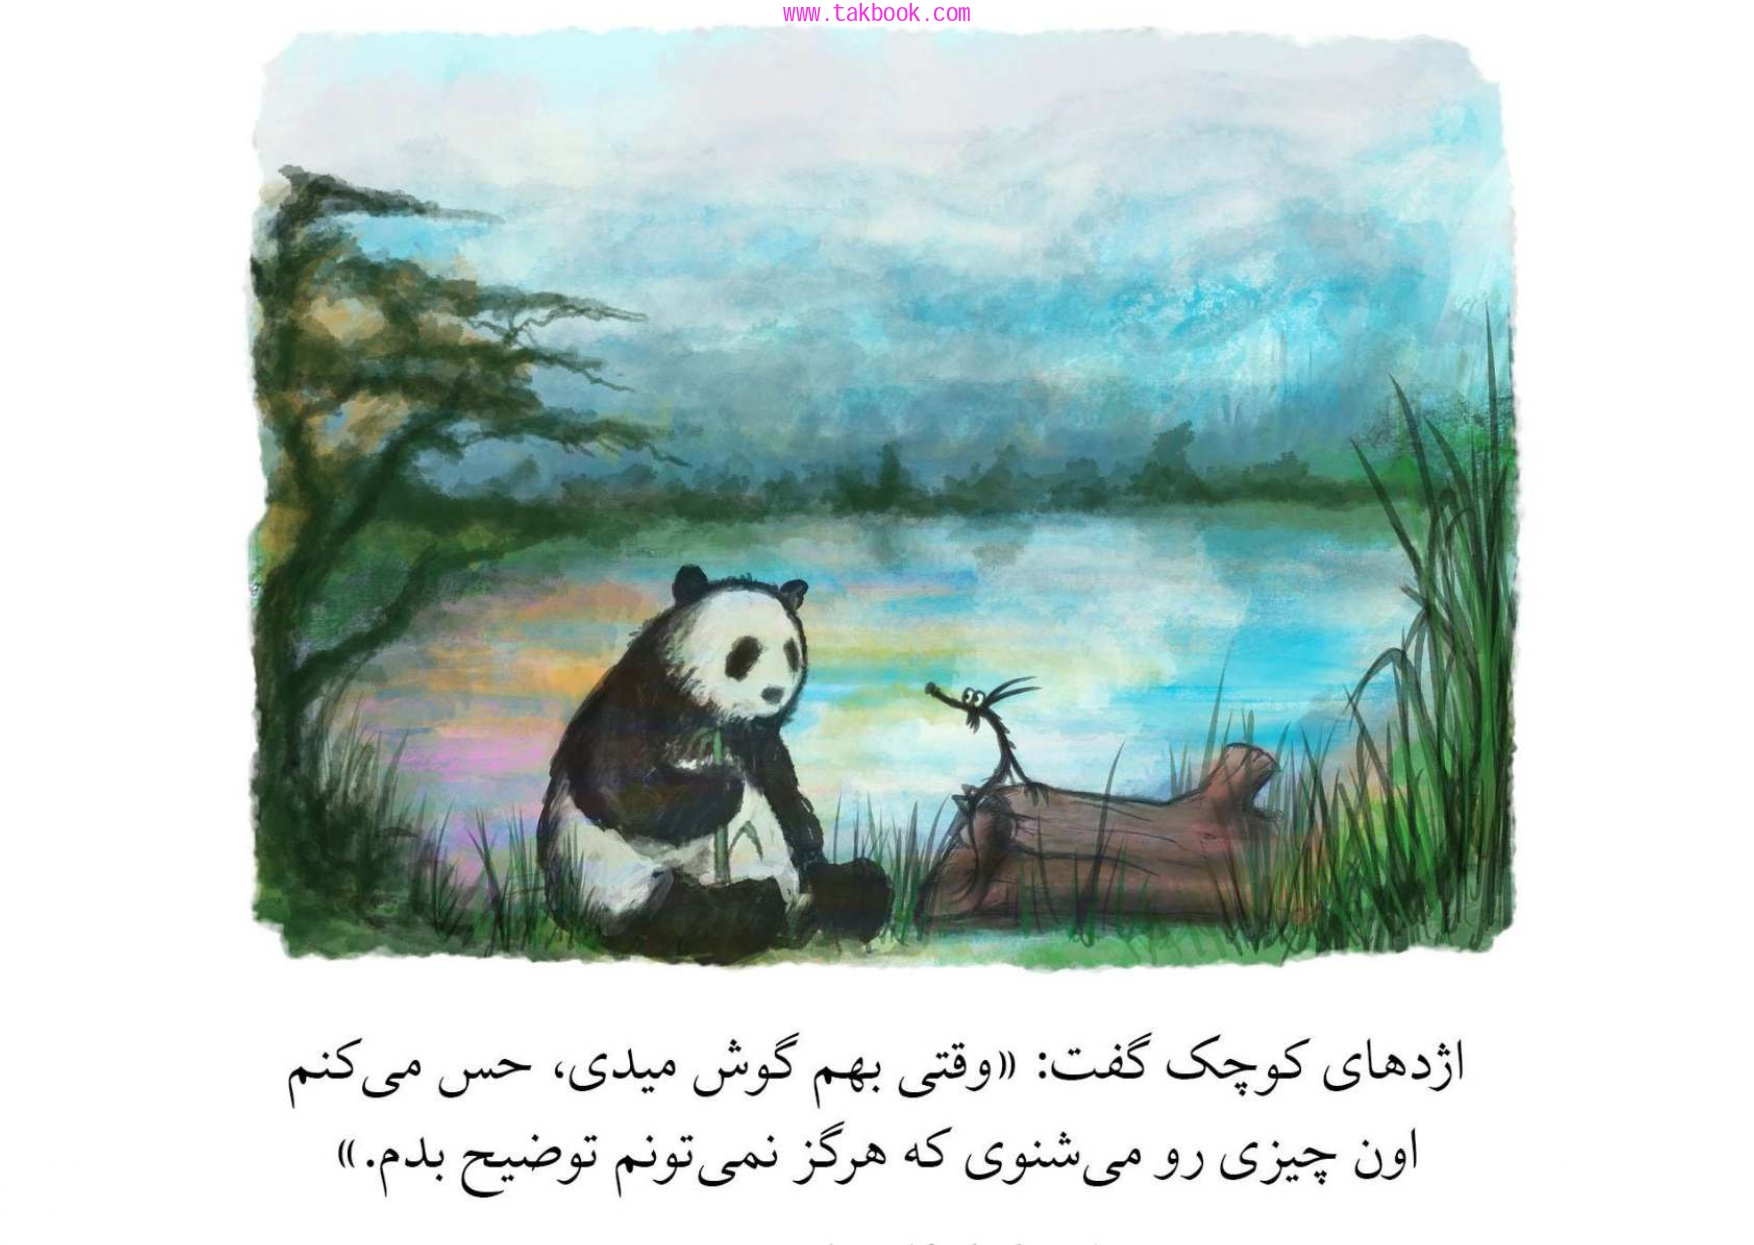 www.takbook.com
اژدهای کوچک گفت: «وقتی بهم گوش میدی، حس می‌کنم
اون چیزی رو می‌شنوی که هرگز نمی‌تونم توضیح بدم.»